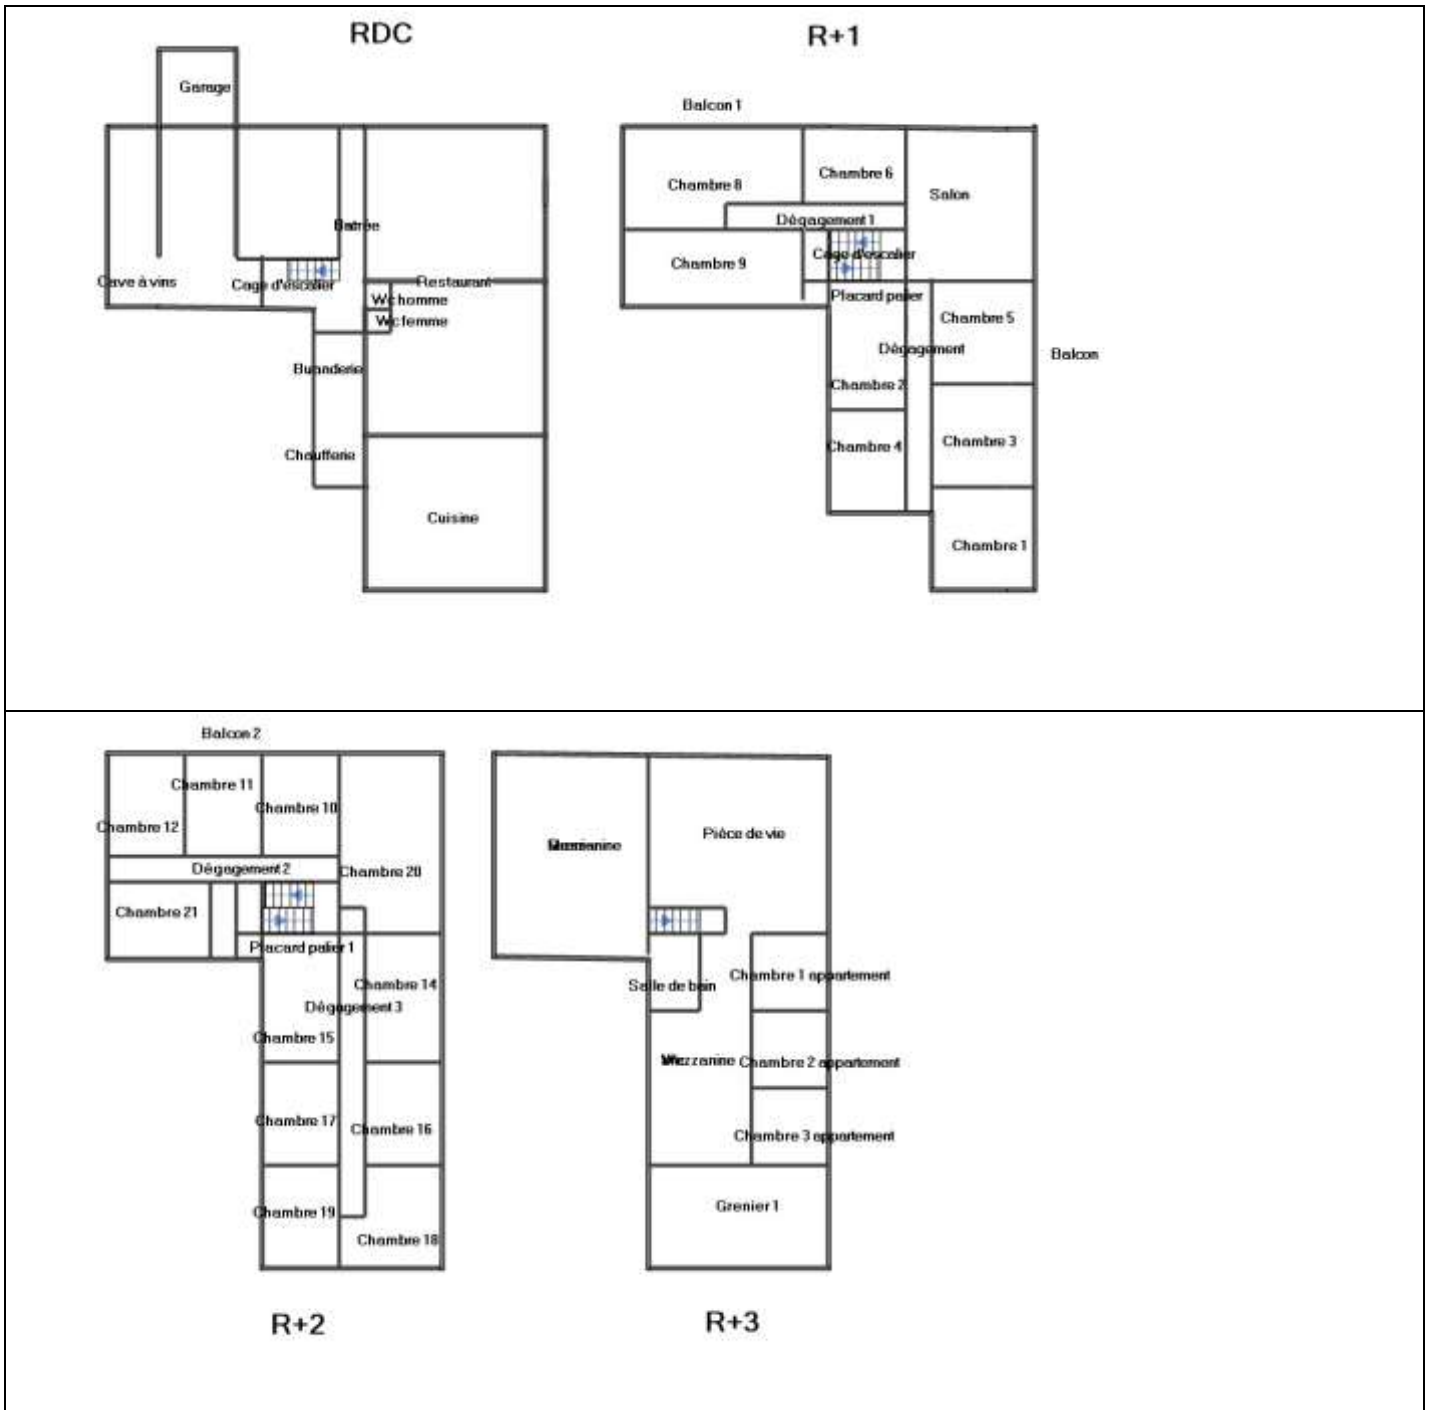 RDC
Garage
Entrée
Cave à vins
Cage d'escalier
Restaurant
Wc homme
Wc femme
Buanderie
Chaufferie
Cuisine
R+1
Balcon 1
Chambre 8
Chambre 6
Salon
Dégagement 1
Chambre 9
Cage d'escalier
Placard palier
Chambre 5
Dégagement
Balcon
Chambre 2
Chambre 4
Chambre 3
Chambre 1
Balcon 2
Chambre 11
Chambre 10
Chambre 12
Dégagement 2
Chambre 20
Chambre 21
Placard palier 1
Chambre 14
Dégagement 3
Chambre 15
Chambre 17
Chambre 16
Chambre 19
Chambre 18
R+2
Pièce de vie
Salle de bain
Chambre 1 appartement
Mezzanine
Chambre 2 appartement
Chambre 3 appartement
Grenier 1
R+3